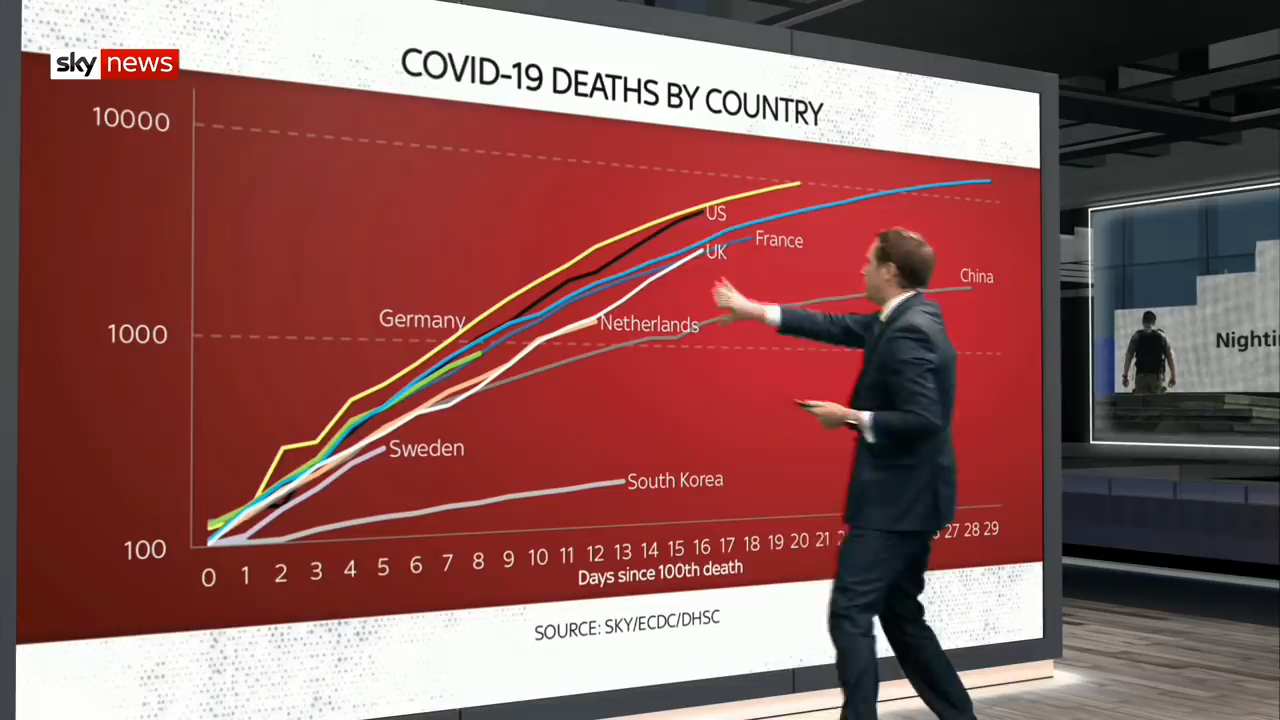 sky news
COVID-19 DEATHS BY COUNTRY
10000
US
France
UK
China
Germany
Netherlands
1000
Nighti
Sweden
South Korea
100
0 1 2 3 4 5 6 7 8 9 10 11 12 13 14 15 16 17 18 19 20 21 27 28 29
Days since 100th death
SOURCE: SKY/ECDC/DHSC